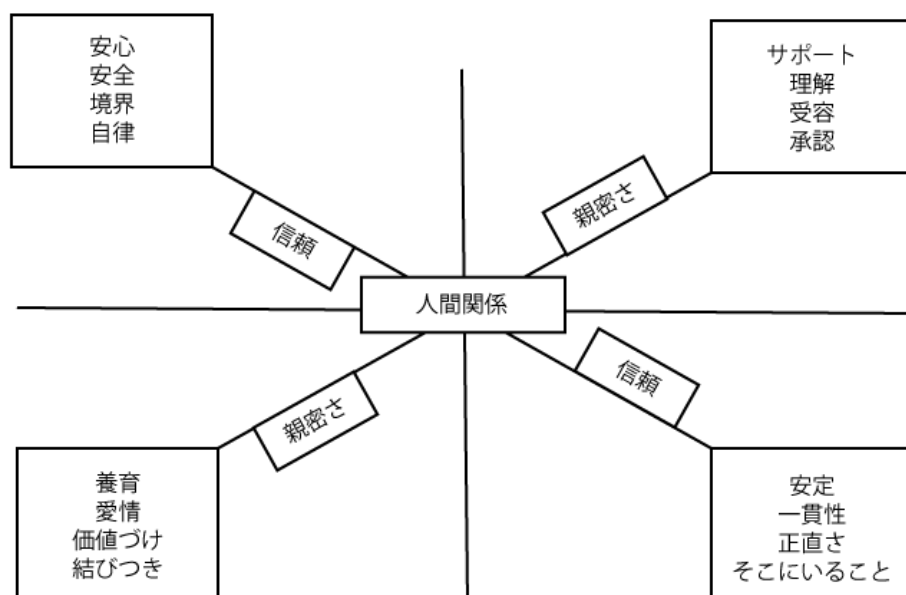 安心
安全
境界
自律
サポート
理解
受容
承認
信頼
親密さ
人間関係
親密さ
信頼
養育
愛情
価値づけ
結びつき
安定
一貫性
正直さ
そこにいること